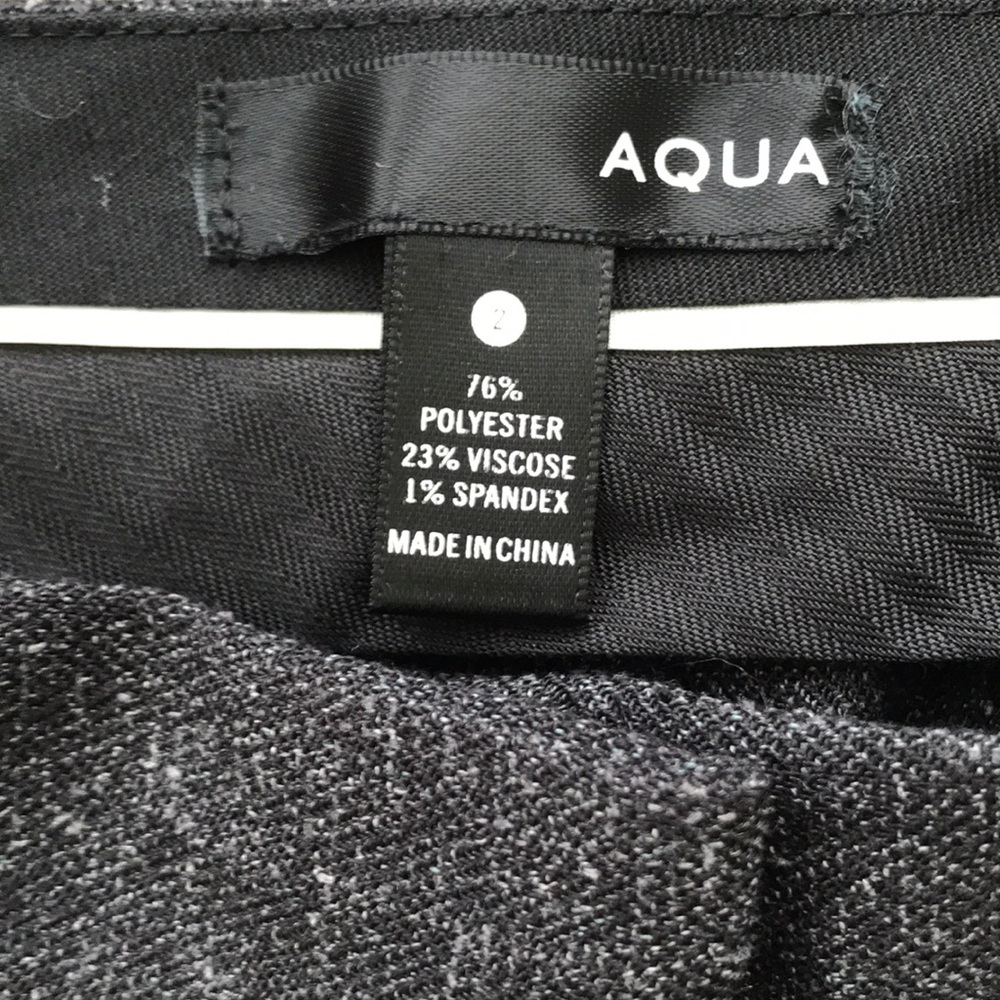 AQUA
2
76%
POLYESTER
23% VISCOSE
1% SPANDEX
MADE IN CHINA